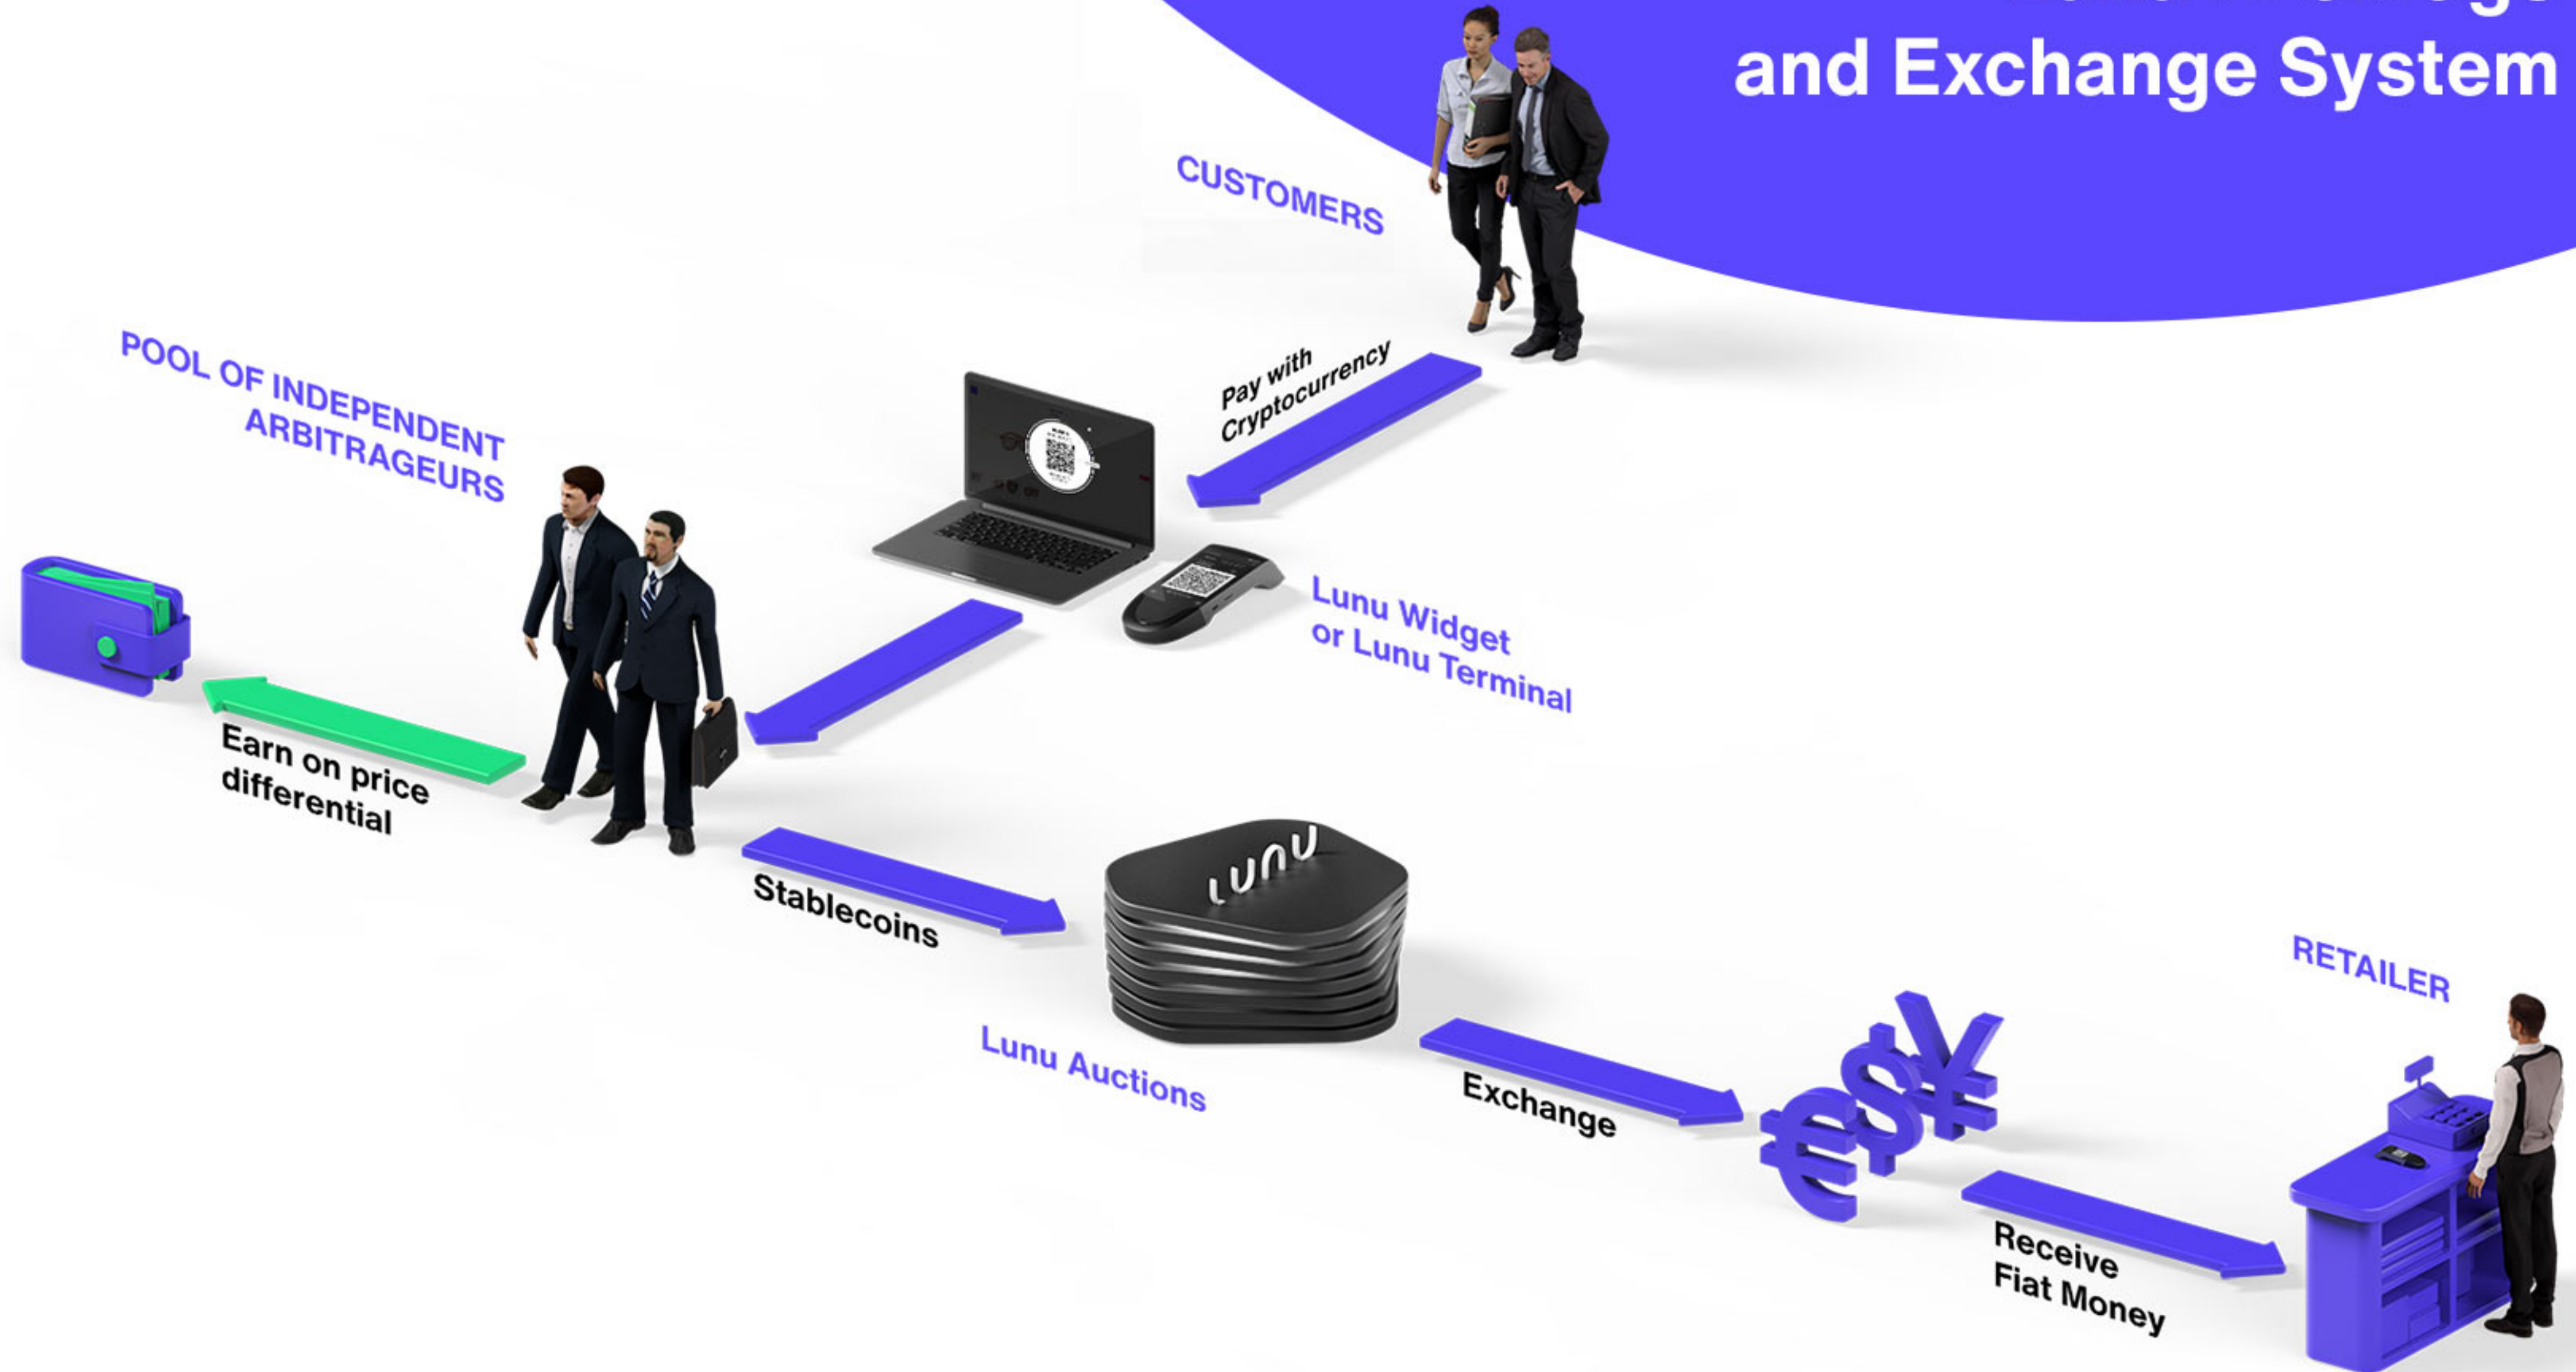 and Exchange System
CUSTOMERS
Pay with
Cryptocurrency
POOL OF INDEPENDENT
ARBITRAGEURS
Lunu Widget
or Lunu Terminal
Earn on price
differential
Stablecoins
LUNU
Lunu Auctions
Exchange
€$¥
RETAILER
Receive
Fiat Money